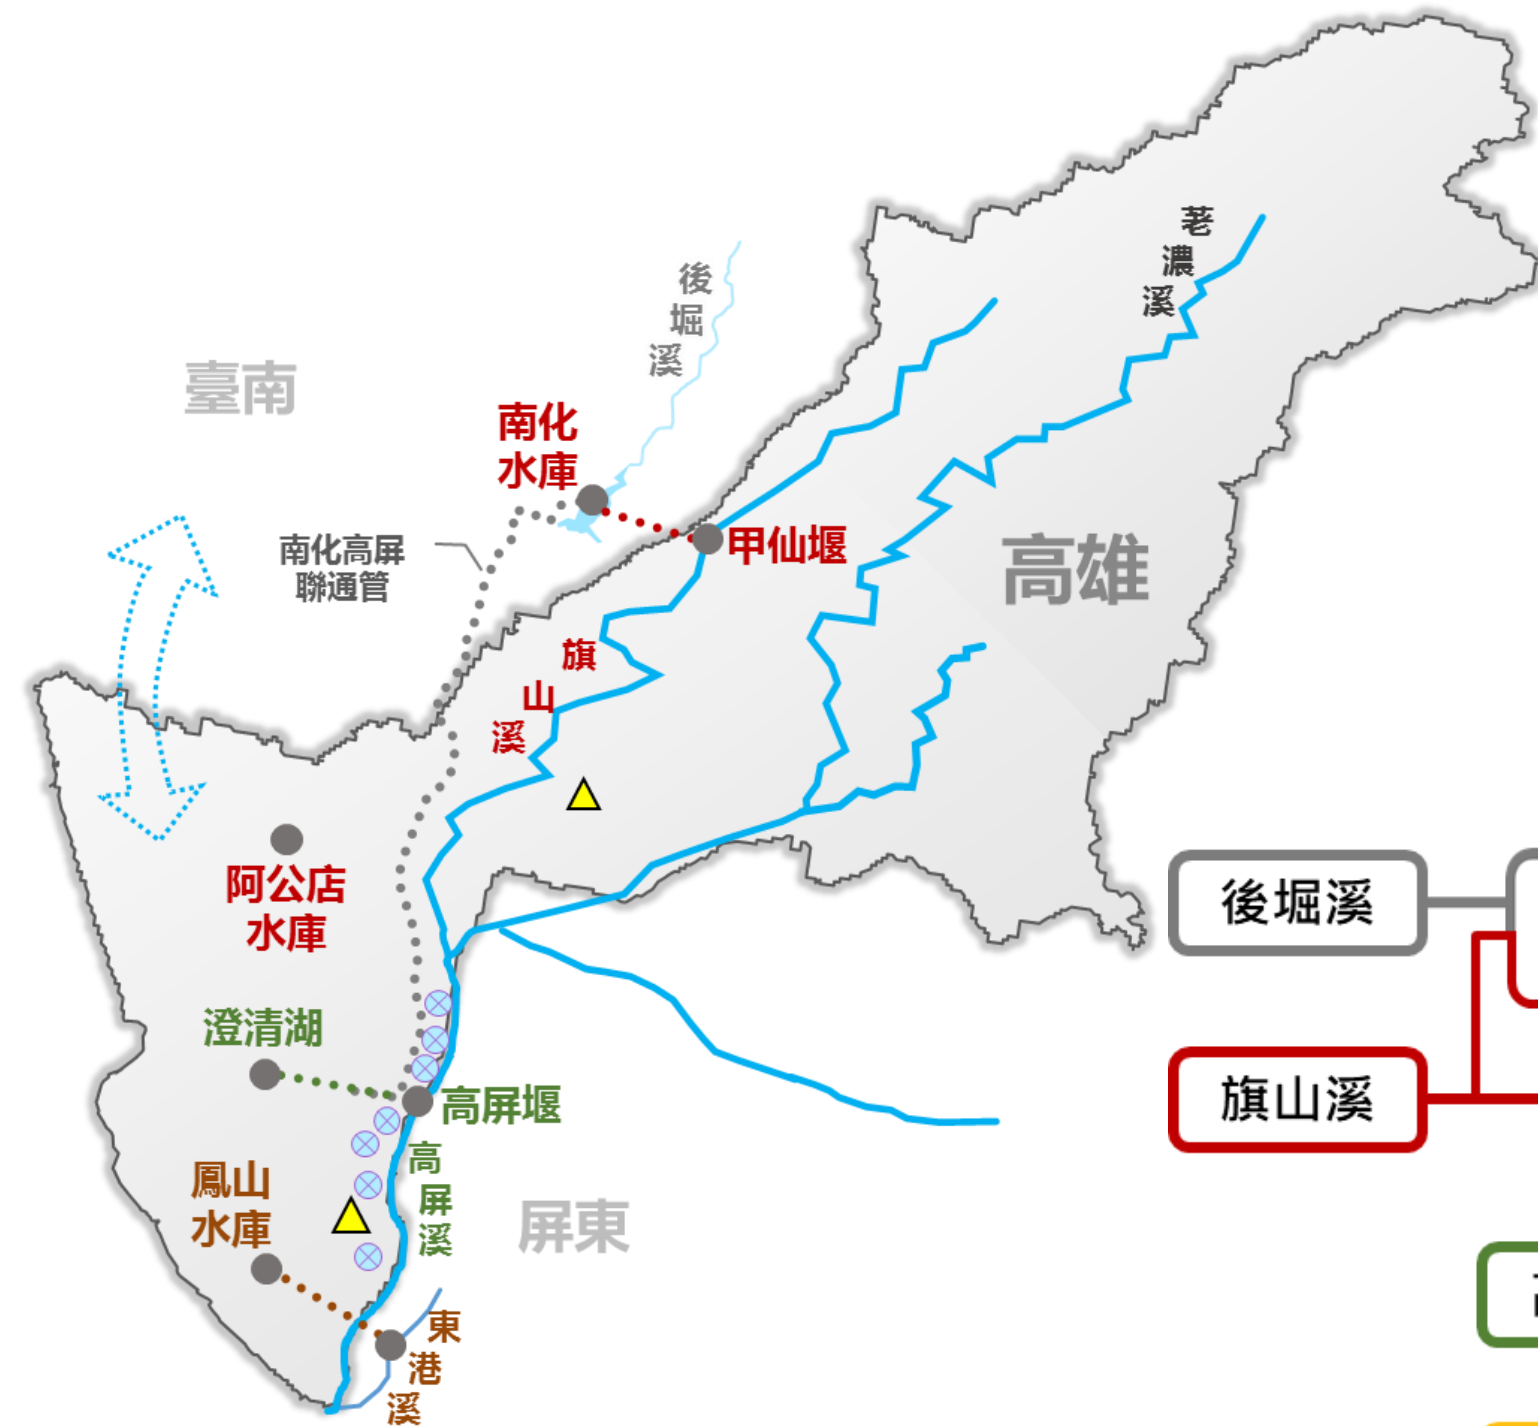 荖濃溪
後堀溪
臺南
南化
水庫
南化高屏
聯通管
甲仙堰
高雄
旗山溪
阿公店
水庫
後堀溪
澄清湖
旗山溪
高屏堰
高屏溪
鳳山
水庫
屏東
東港溪